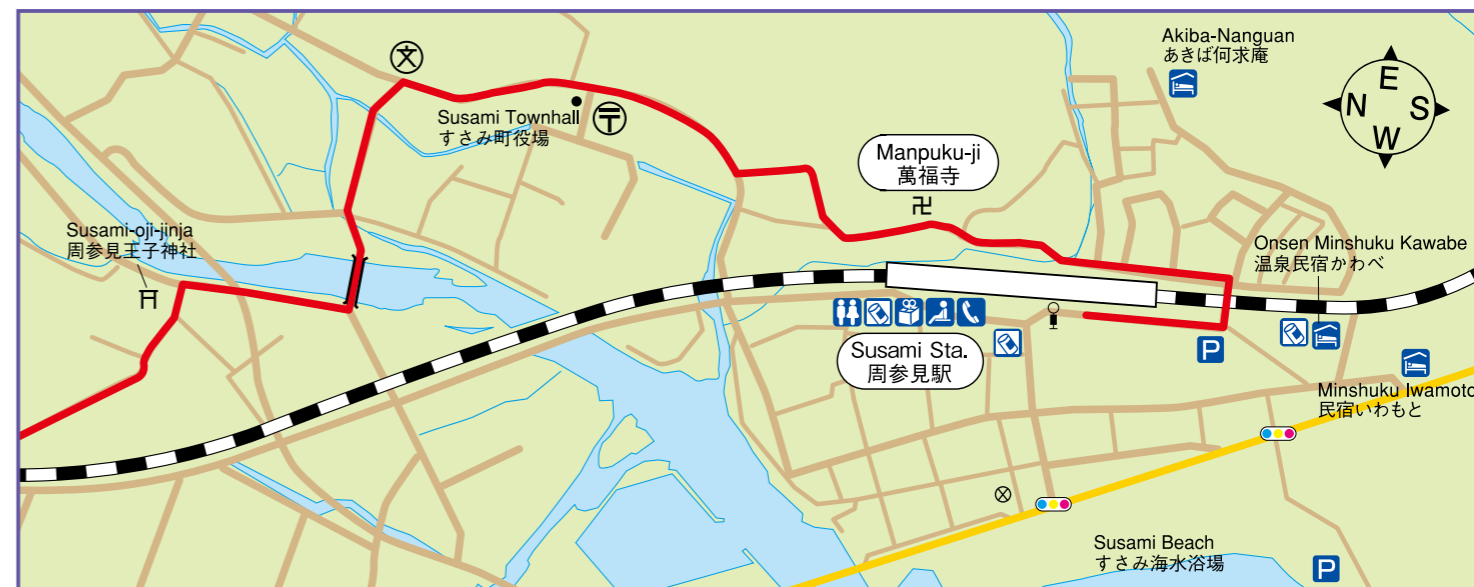 Akiba-Nanguan
あきば何求庵
E
N
S
W
文
Susami Townhall
すさみ町役場
〒
Manpuku-ji
萬福寺
卍
Susami-oji-jinja
周参見王子神社
Onsen Minshuku Kawabe
温泉民宿かわべ
Susami Sta.
周参見駅
P
Minshuku Iwamoto
民宿いわもと
Susami Beach
すさみ海水浴場
P